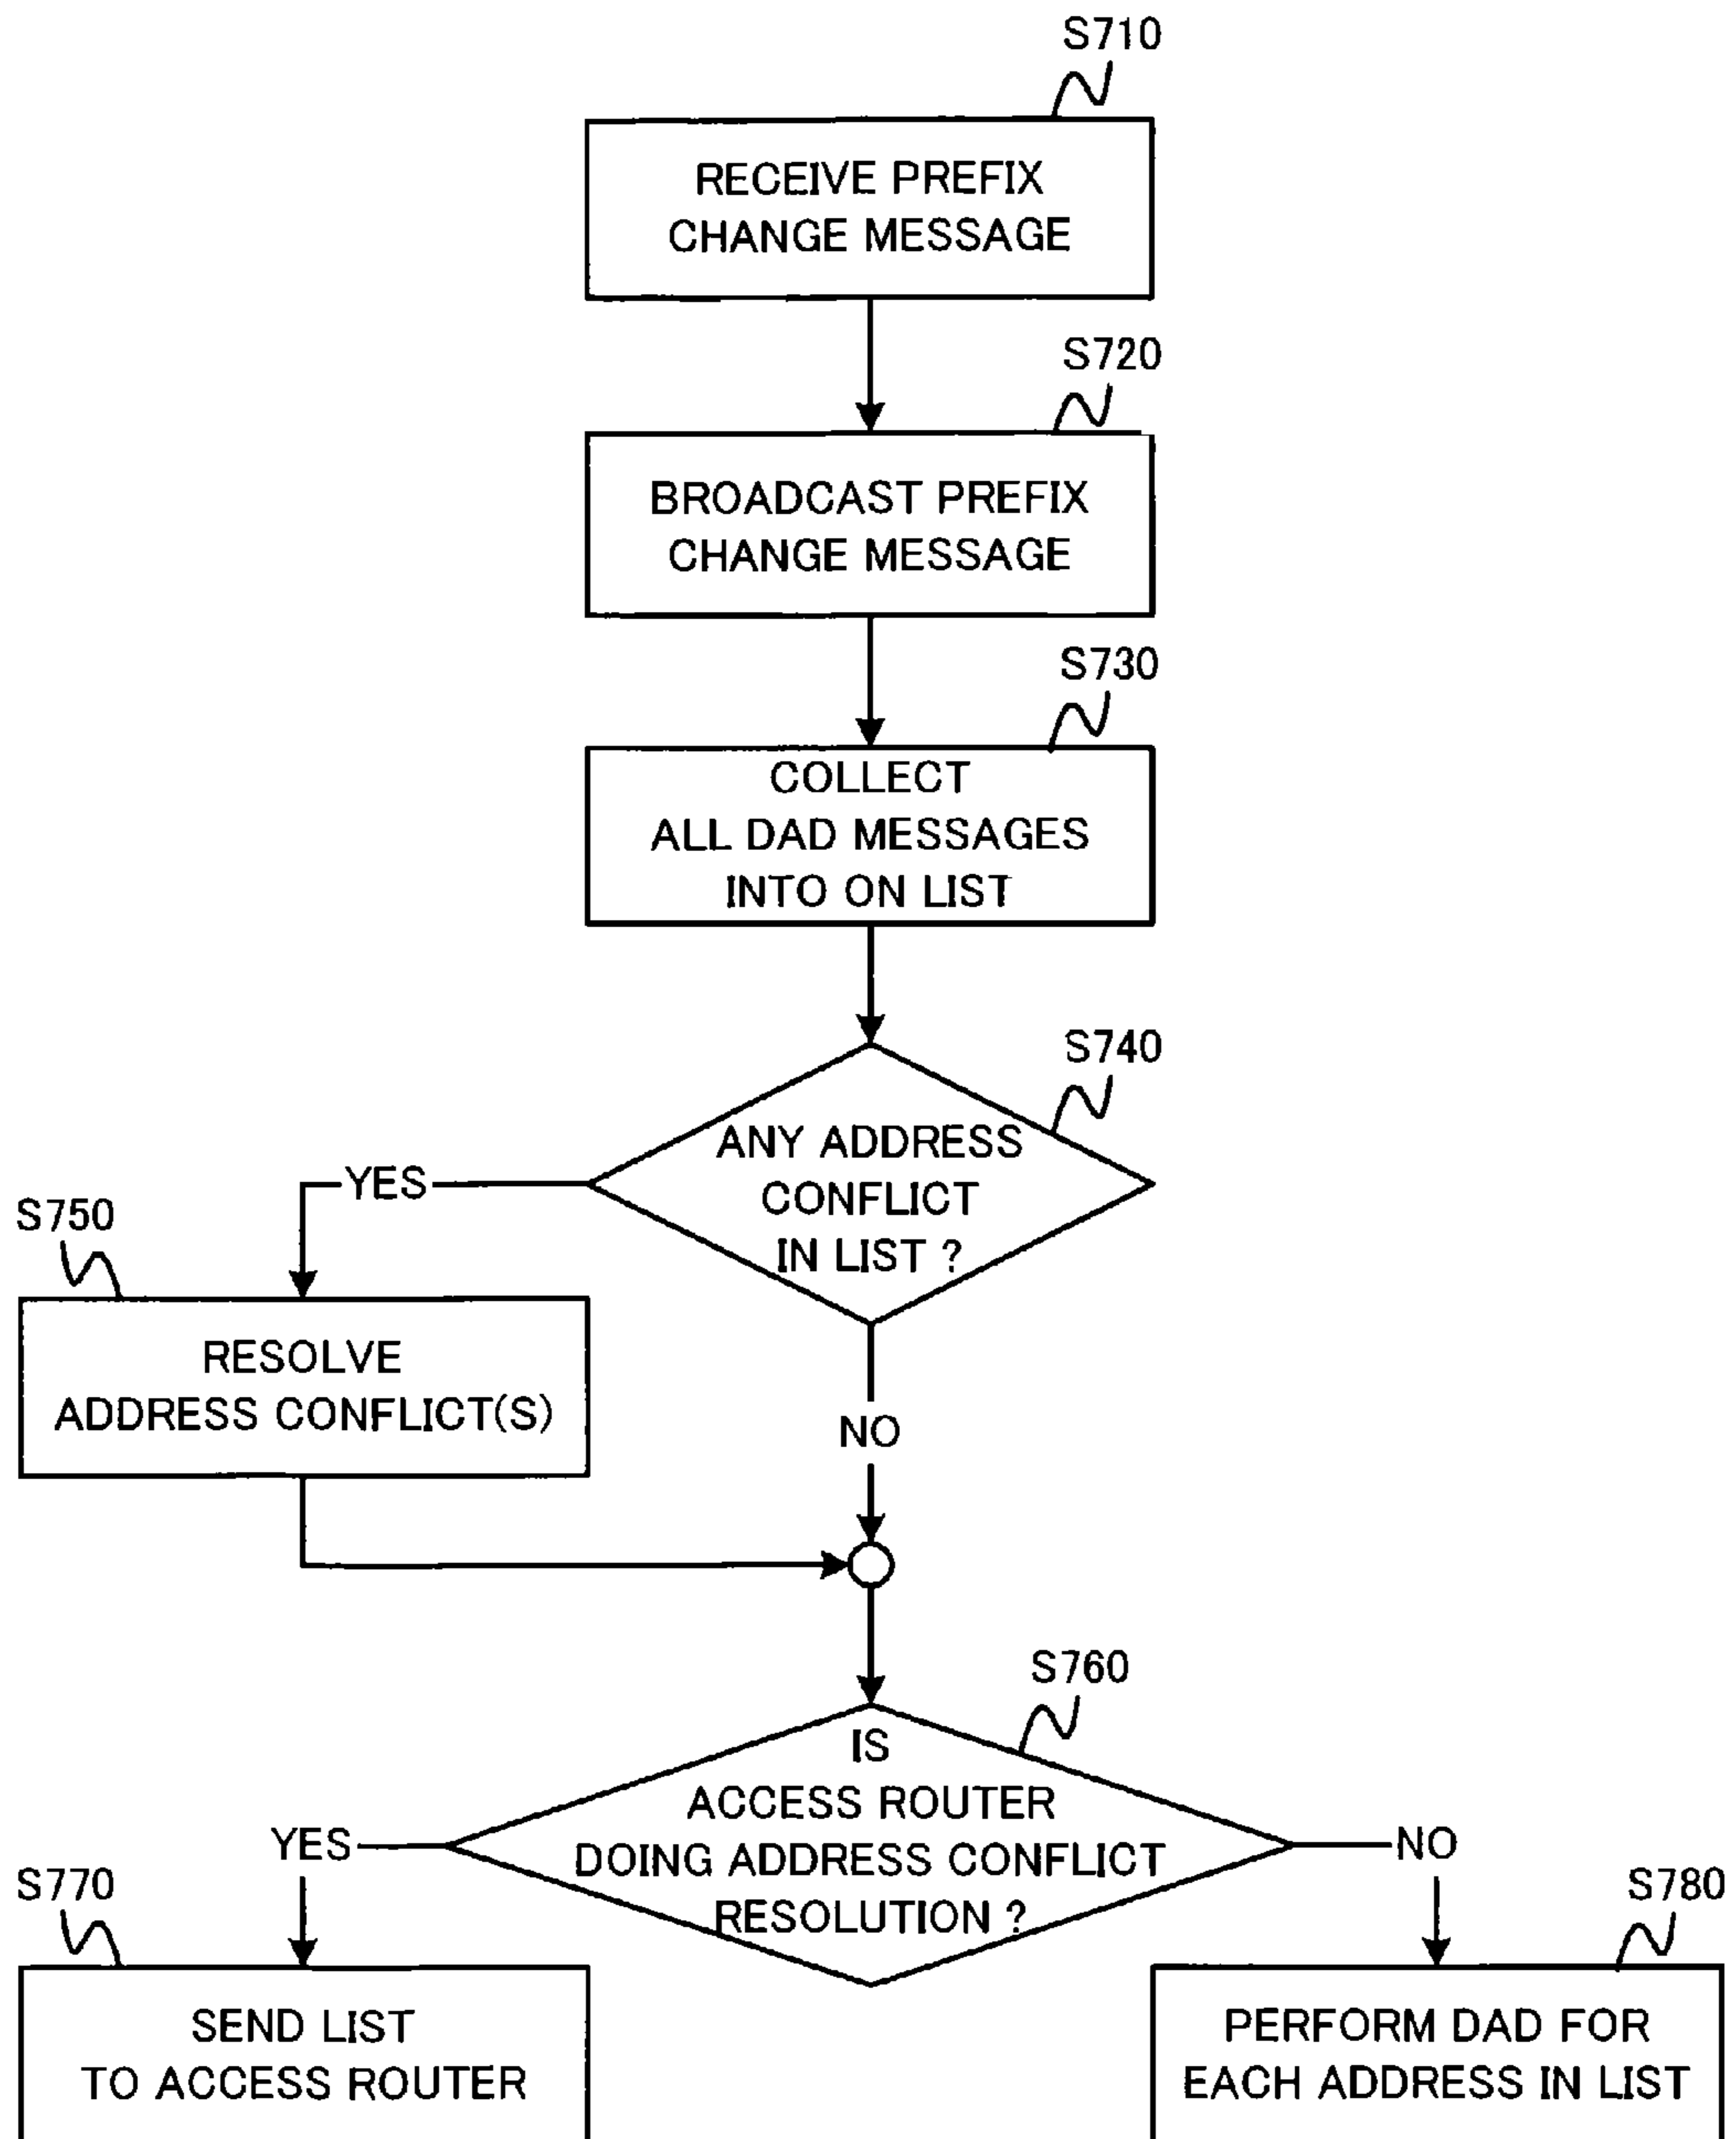 S710
RECEIVE PREFIX
CHANGE MESSAGE
S720
BROADCAST PREFIX
CHANGE MESSAGE
S730
COLLECT
ALL DAD MESSAGES
INTO ON LIST
S740
ANY ADDRESS
CONFLICT
IN LIST ?
YES
S750
RESOLVE
ADDRESS CONFLICT(S)
NO
S760
IS
ACCESS ROUTER
DOING ADDRESS CONFLICT
RESOLUTION ?
YES
NO
S770
SEND LIST
TO ACCESS ROUTER
S780
PERFORM DAD FOR
EACH ADDRESS IN LIST